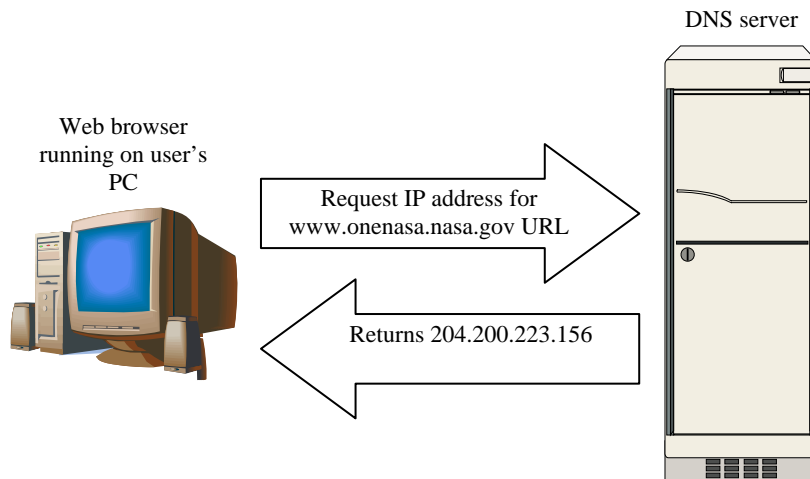 DNS server
Web browser
running on user’s
PC
Request IP address for
www.onenasa.nasa.gov URL
Returns 204.200.223.156